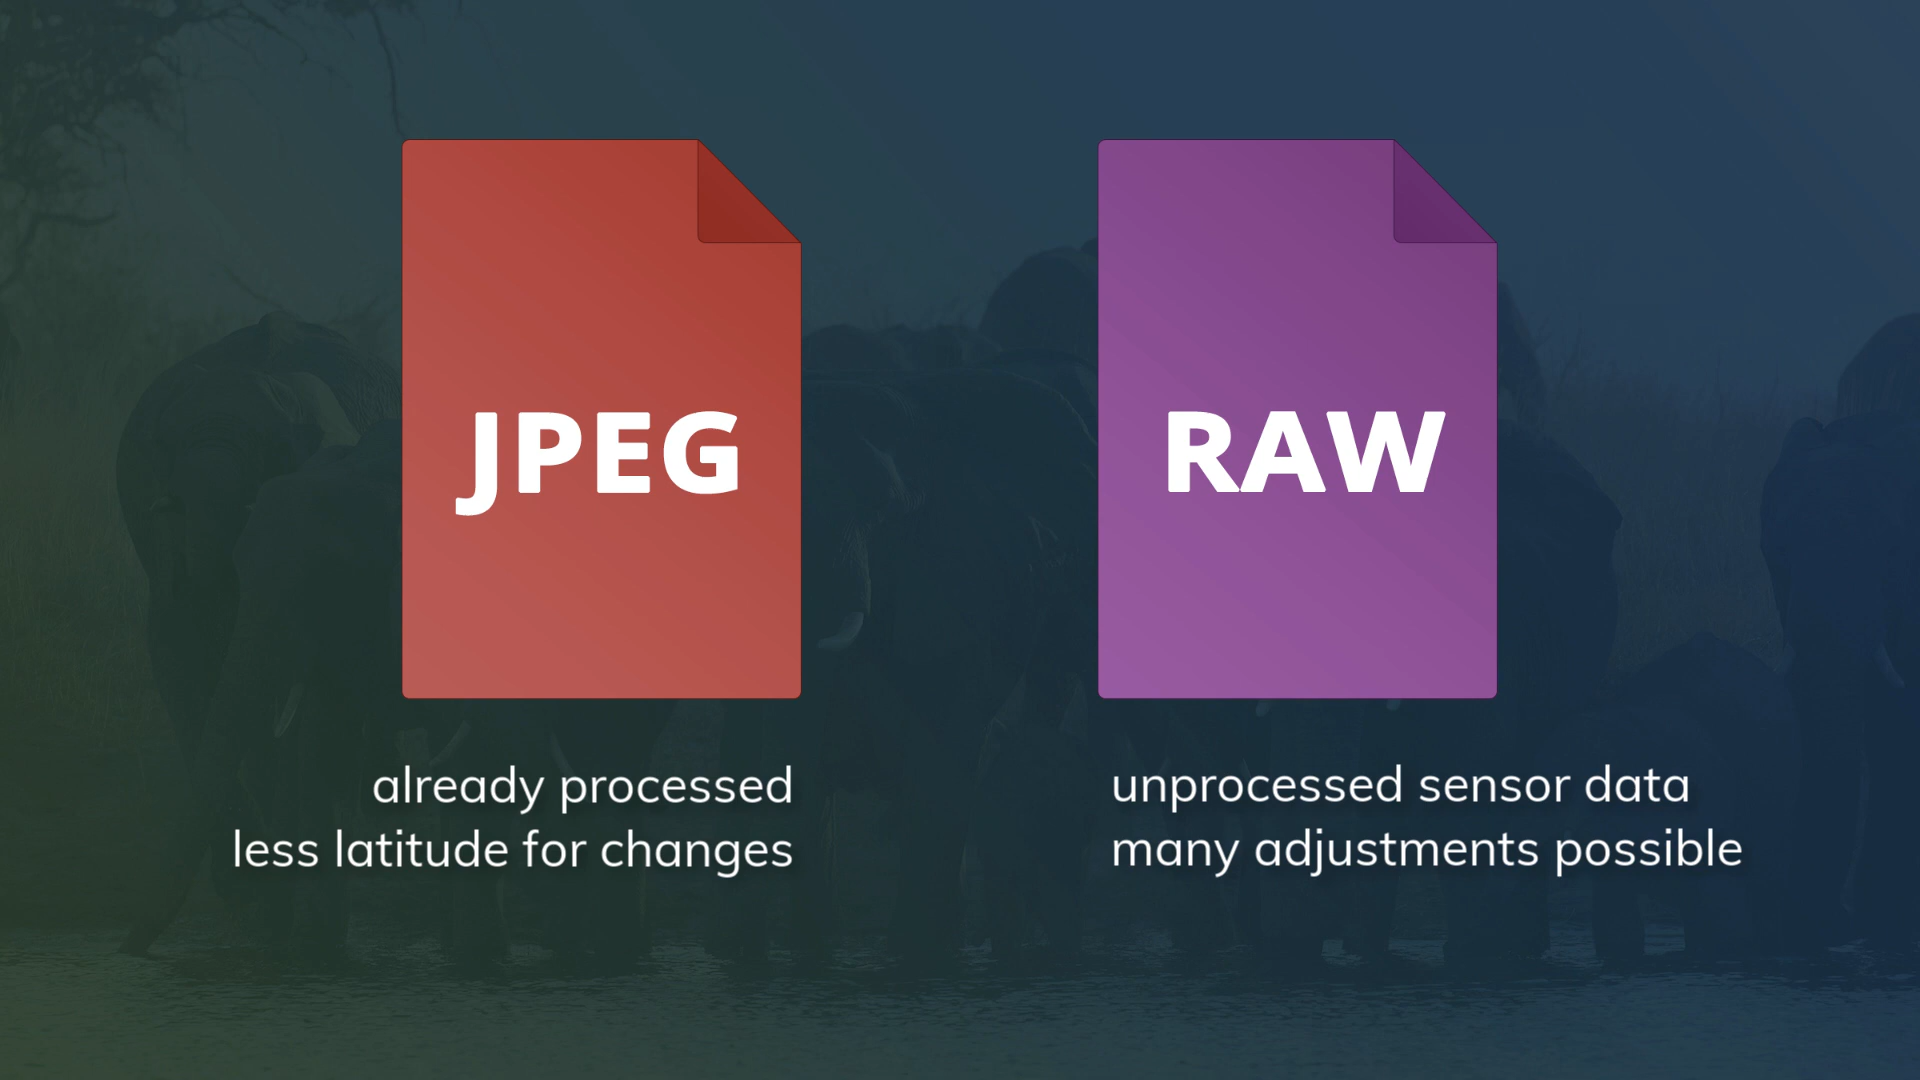 JPEG
already processed
less latitude for changes
RAW
unprocessed sensor data
many adjustments possible